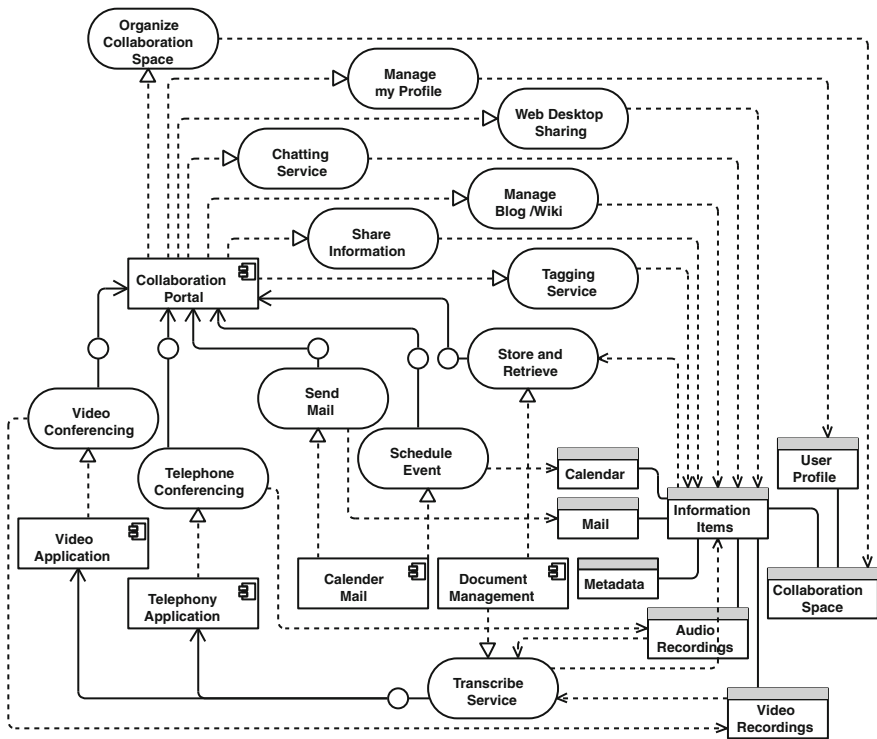 Organize
Collaboration
Space
Manage
my Profile
Web Desktop
Sharing
Chatting
Service
Manage
Blog /Wiki
Share
Information
Tagging
Service
Collaboration
Portal
Store and
Retrieve
Send
Mail
Video
Conferencing
Schedule
Event
Telephone
Conferencing
Calendar
User
Profile
Mail
Information
Items
Video
Application
Calender
Mail
Document
Management
Metadata
Collaboration
Space
Telephony
Application
Audio
Recordings
Transcribe
Service
Video
Recordings